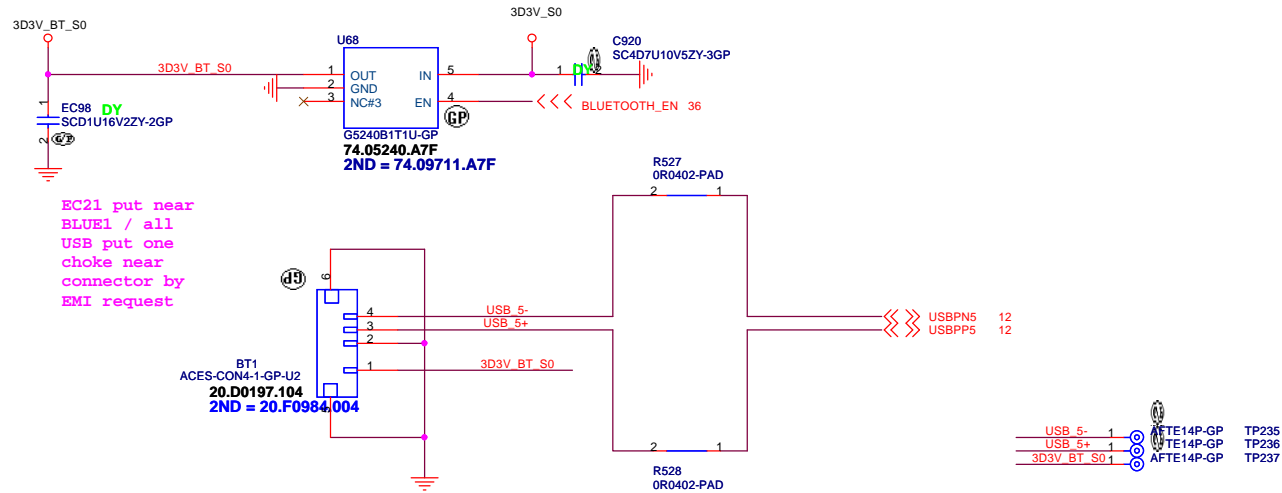 3D3V_BT_S0
3D3V_S0
U68
C920
SC4D7U10V5ZY-3GP
3D3V_BT_S0
1 OUT IN 5
2 GND
3 NC#3 EN 4
1 DY 2
BLUETOOTH_EN 36
GP
1
EC98 DY
SCD1U16V2ZY-2GP
2
GP
G5240B1T1U-GP
74.05240.A7F
2ND = 74.09711.A7F
R527
0R0402-PAD
2 1
EC21 put near
BLUE1 / all
USB put one
choke near
connector by
EMI request
GP
6
4 USB_5-
3 USB_5+
2
1 3D3V_BT_S0
USBPN5 12
USBPP5 12
BT1
ACES-CON4-1-GP-U2
20.D0197.104
2ND = 20.F0984.004
2 1
R528
0R0402-PAD
USB_5- 1 AFTE14P-GP TP235
USB_5+ 1 AFTE14P-GP TP236
3D3V_BT_S0 1 AFTE14P-GP TP237